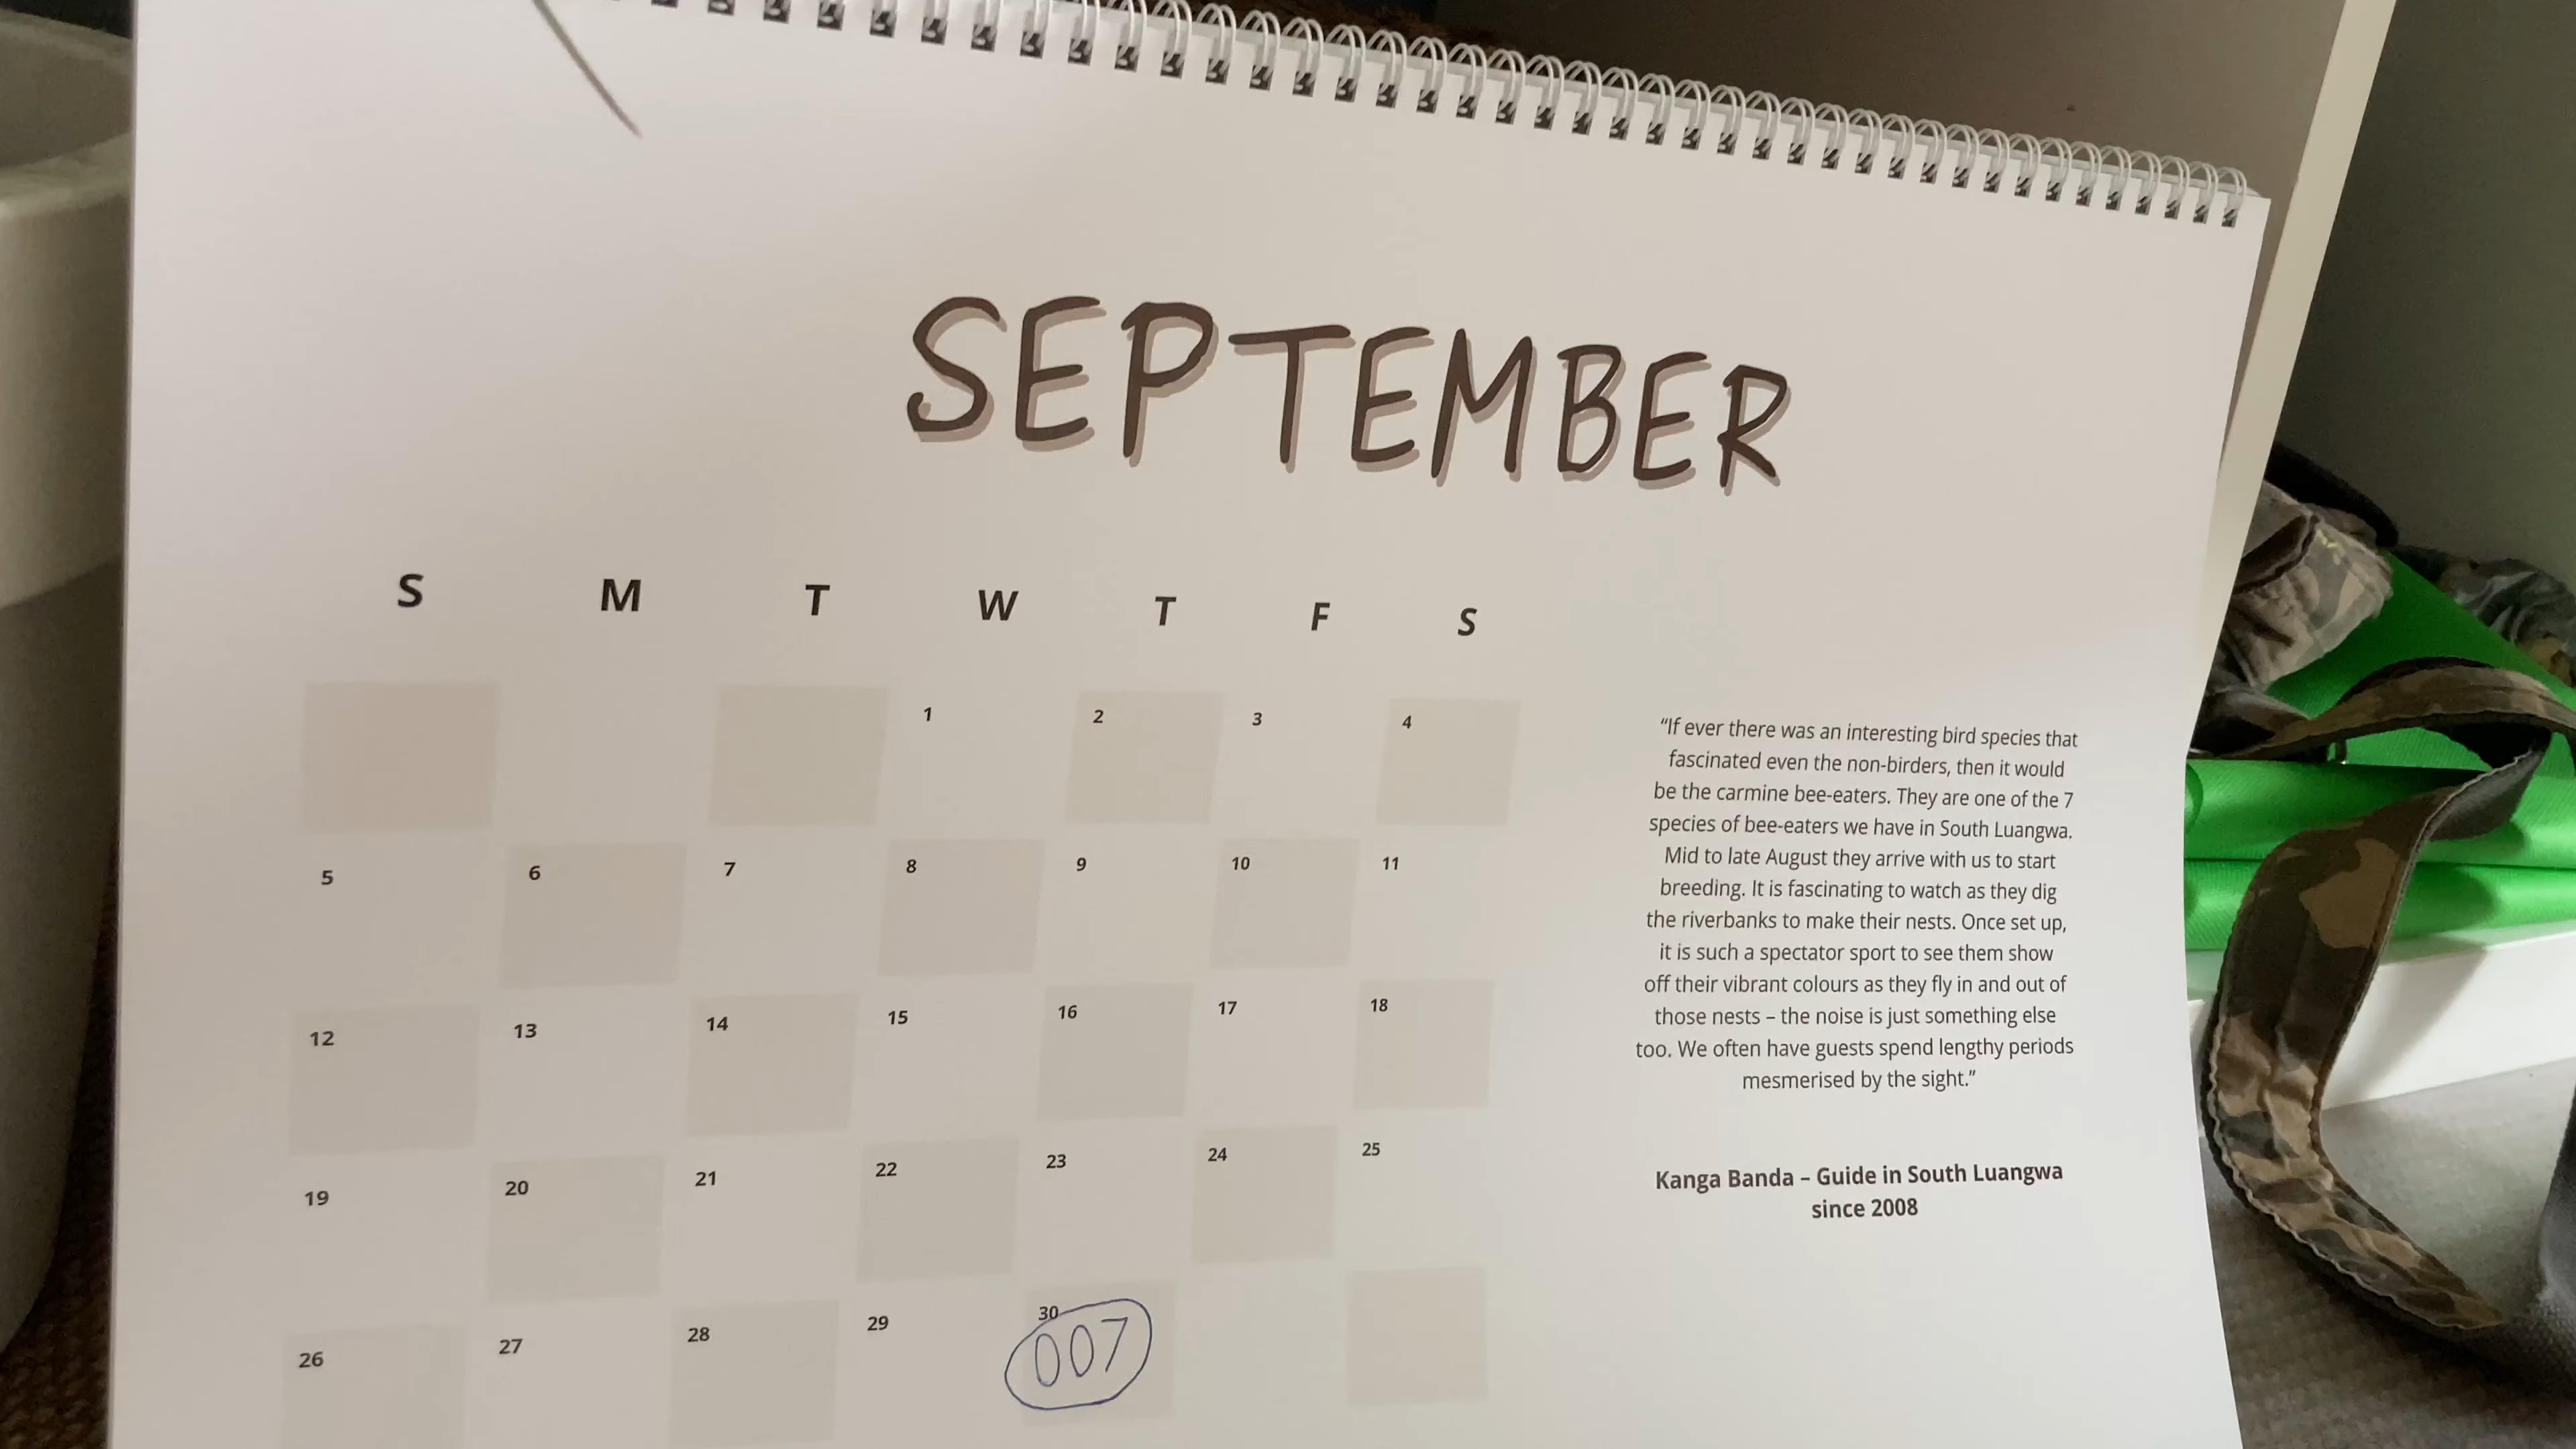 SEPTEMBER
S M T W T F S
1 2 3 4
5 6 7 8 9 10 11
12 13 14 15 16 17 18
19 20 21 22 23 24 25
26 27 28 29 30
007
“If ever there was an interesting bird species that
fascinated even the non-birders, then it would
be the carmine bee-eaters. They are one of the 7
species of bee-eaters we have in South Luangwa.
Mid to late August they arrive with us to start
breeding. It is fascinating to watch as they dig
the riverbanks to make their nests. Once set up,
it is such a spectator sport to see them show
off their vibrant colours as they fly in and out of
those nests – the noise is just something else
too. We often have guests spend lengthy periods
mesmerised by the sight.”
Kanga Banda – Guide in South Luangwa
since 2008